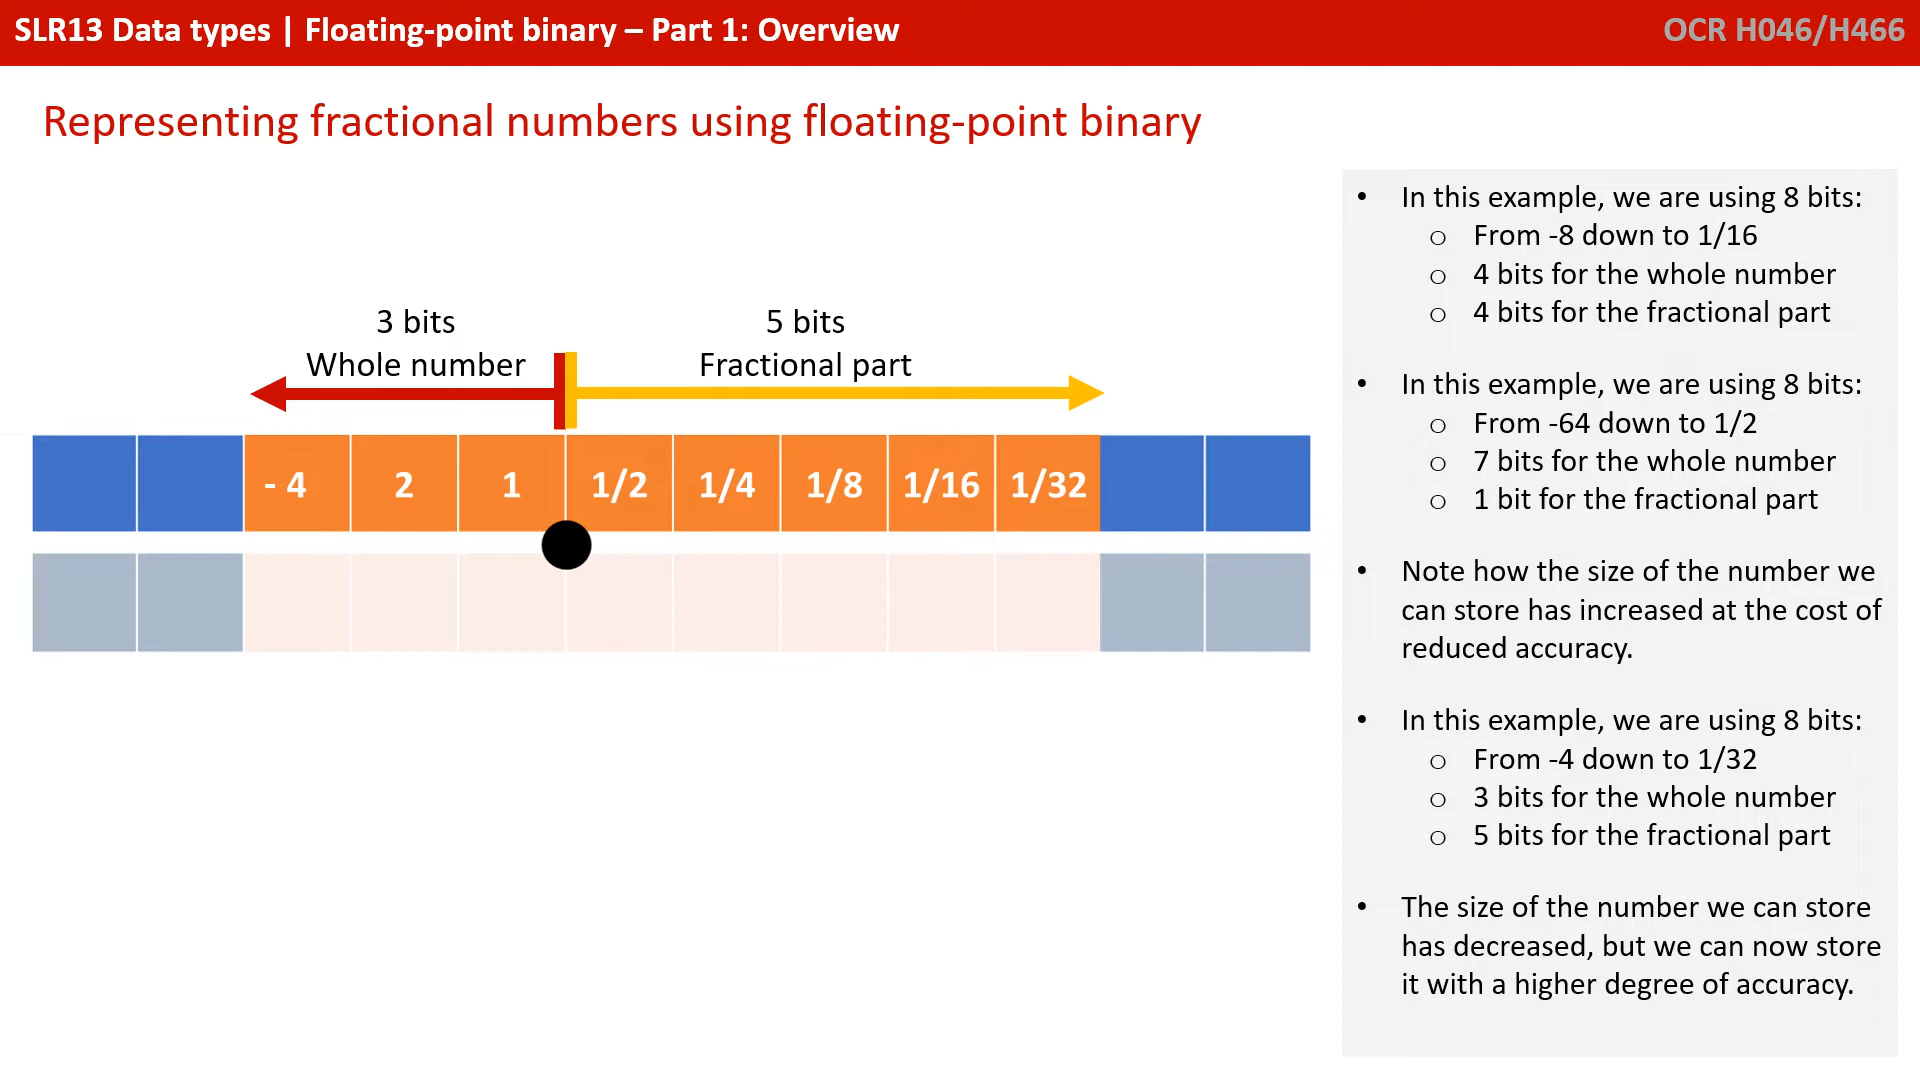 SLR13 Data types | Floating-point binary – Part 1: Overview
OCR H046/H466
Representing fractional numbers using floating-point binary
3 bits
Whole number
5 bits
Fractional part
- 4 2 1 1/2 1/4 1/8 1/16 1/32
• In this example, we are using 8 bits:
o From -8 down to 1/16
o 4 bits for the whole number
o 4 bits for the fractional part
• In this example, we are using 8 bits:
o From -64 down to 1/2
o 7 bits for the whole number
o 1 bit for the fractional part
• Note how the size of the number we
can store has increased at the cost of
reduced accuracy.
• In this example, we are using 8 bits:
o From -4 down to 1/32
o 3 bits for the whole number
o 5 bits for the fractional part
• The size of the number we can store
has decreased, but we can now store
it with a higher degree of accuracy.